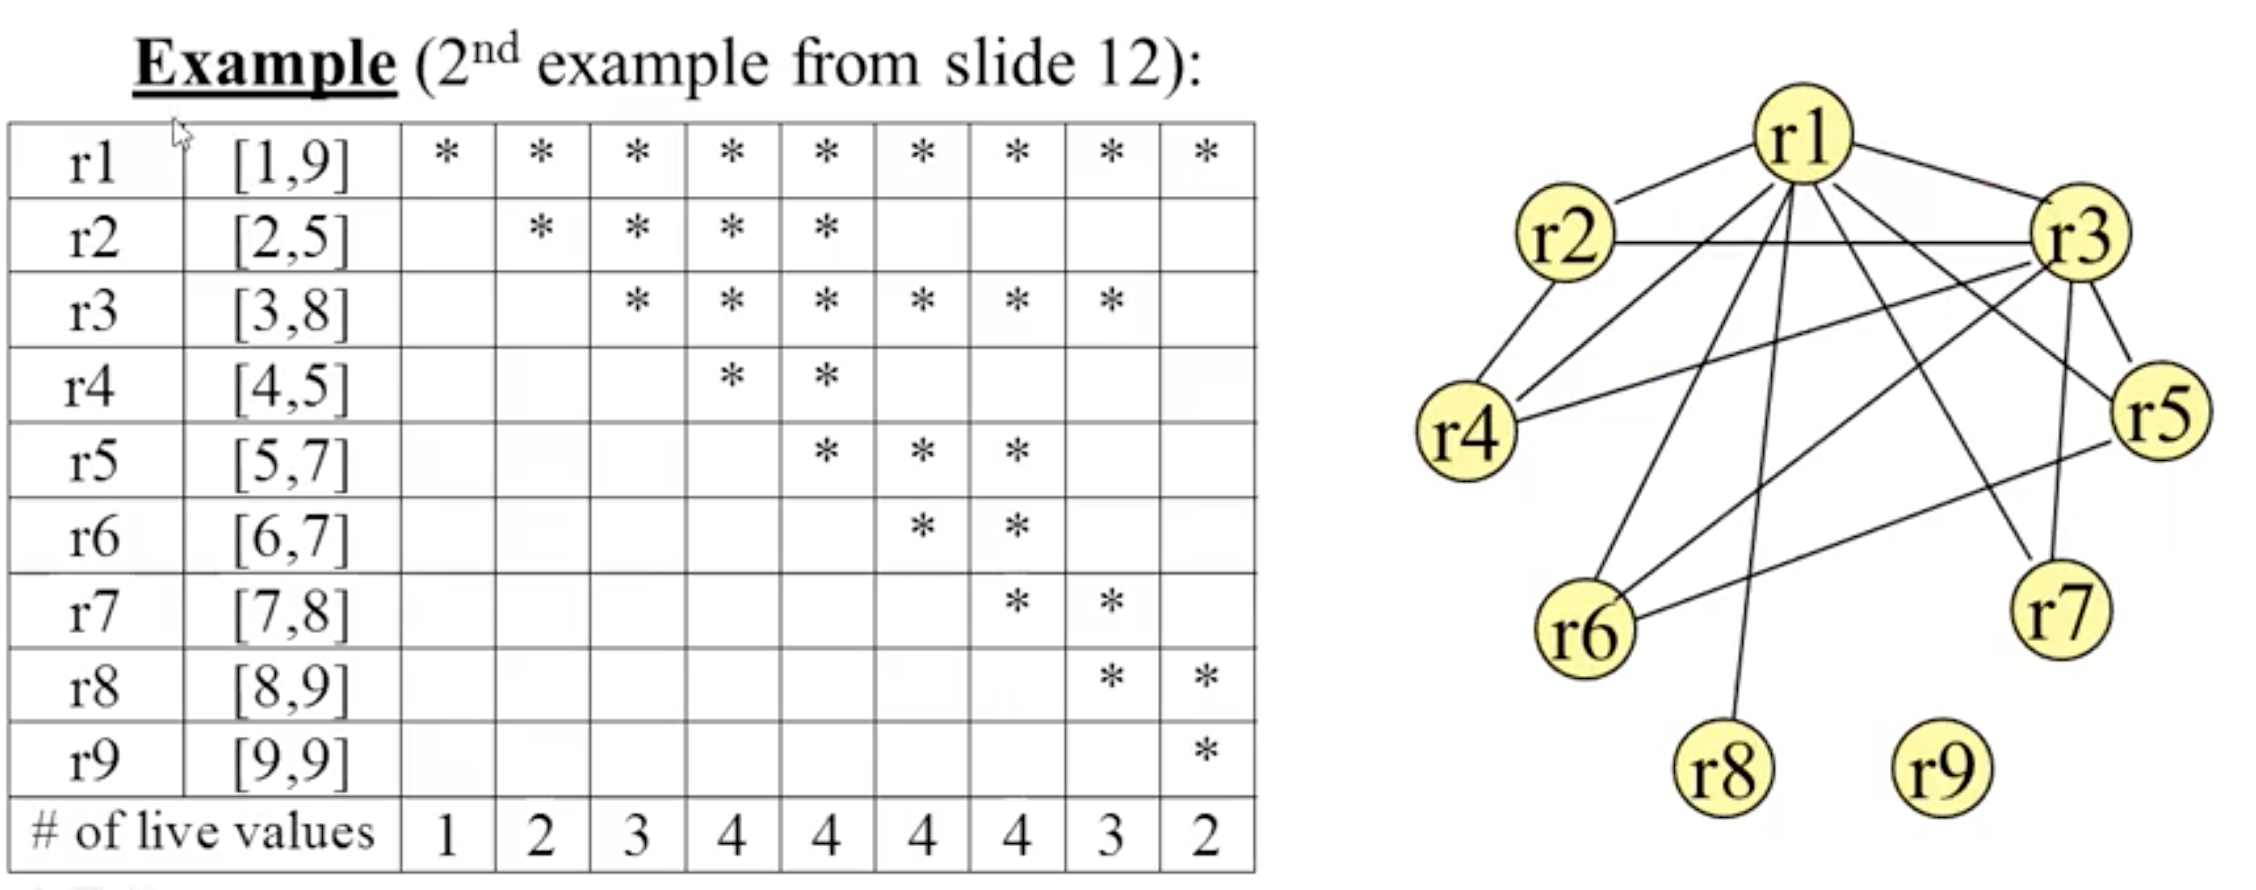 Example (2nd example from slide 12):
r1 [1,9] * * * * * * * * *
r2 [2,5] * * * *
r3 [3,8] * * * * * *
r4 [4,5] * *
r5 [5,7] * * *
r6 [6,7] * *
r7 [7,8] * *
r8 [8,9] * *
r9 [9,9] *
# of live values 1 2 3 4 4 4 4 3 2
r1
r2
r3
r4
r5
r6
r7
r8
r9